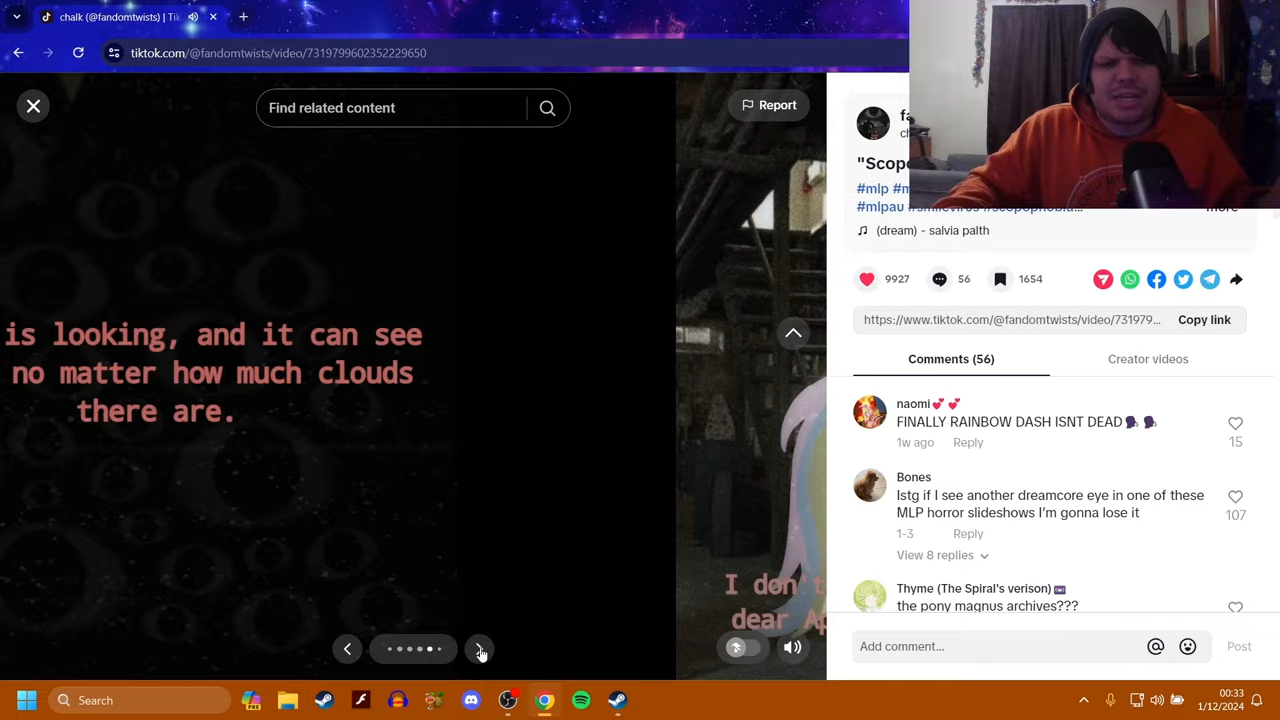 chalk (@fandomtwists) | Tik
tiktok.com/@fandomtwists/video/7319799602352229650
Find related content
Report
is looking, and it can see
no matter how much clouds
there are.
I don't
dear Ap
"Scopo
#mlp
more
(dream) - salvia palth
9927
56
1654
https://www.tiktok.com/@fandomtwists/video/731979...
Copy link
Comments (56)
Creator videos
naomi💕 💕
FINALLY RAINBOW DASH ISNT DEAD🗣️ 🗣️
1w ago
Reply
15
Bones
Istg if I see another dreamcore eye in one of these
MLP horror slideshows I'm gonna lose it
107
1-3
Reply
View 8 replies
Thyme (The Spiral's verison)
the pony magnus archives???
Add comment...
Post
Search
00:33
1/12/2024